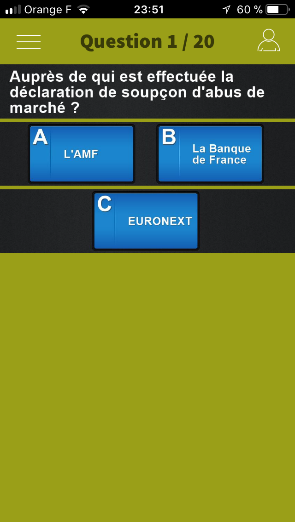 Orange F 23:51 60 %
Question 1 / 20
Auprès de qui est effectuée la
déclaration de soupçon d'abus de
marché ?
A L'AMF
B La Banque
de France
C EURONEXT